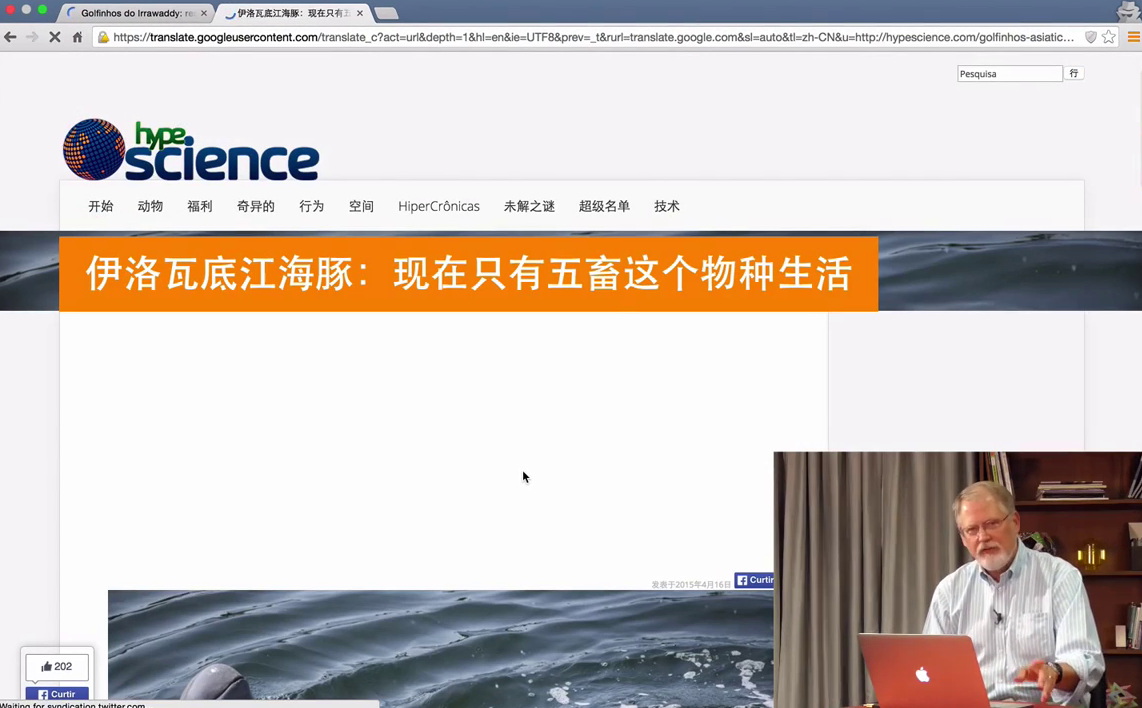 Golfinhos do Irrawaddy: re
伊洛瓦底江海豚：现在只有五
https://translate.googleusercontent.com/translate_c?act=url&depth=1&hl=en&ie=UTF8&prev=_t&rurl=translate.google.com&sl=auto&tl=zh-CN&u=http://hypescience.com/golfinhos-asiatic...
Pesquisa 行
hype
science
开始 动物 福利 奇异的 行为 空间 HiperCrônicas 未解之谜 超级名单 技术
伊洛瓦底江海豚：现在只有五畜这个物种生活
发表于2015年4月16日 Curtir
202
Curtir
Waiting for syndication.twitter.com